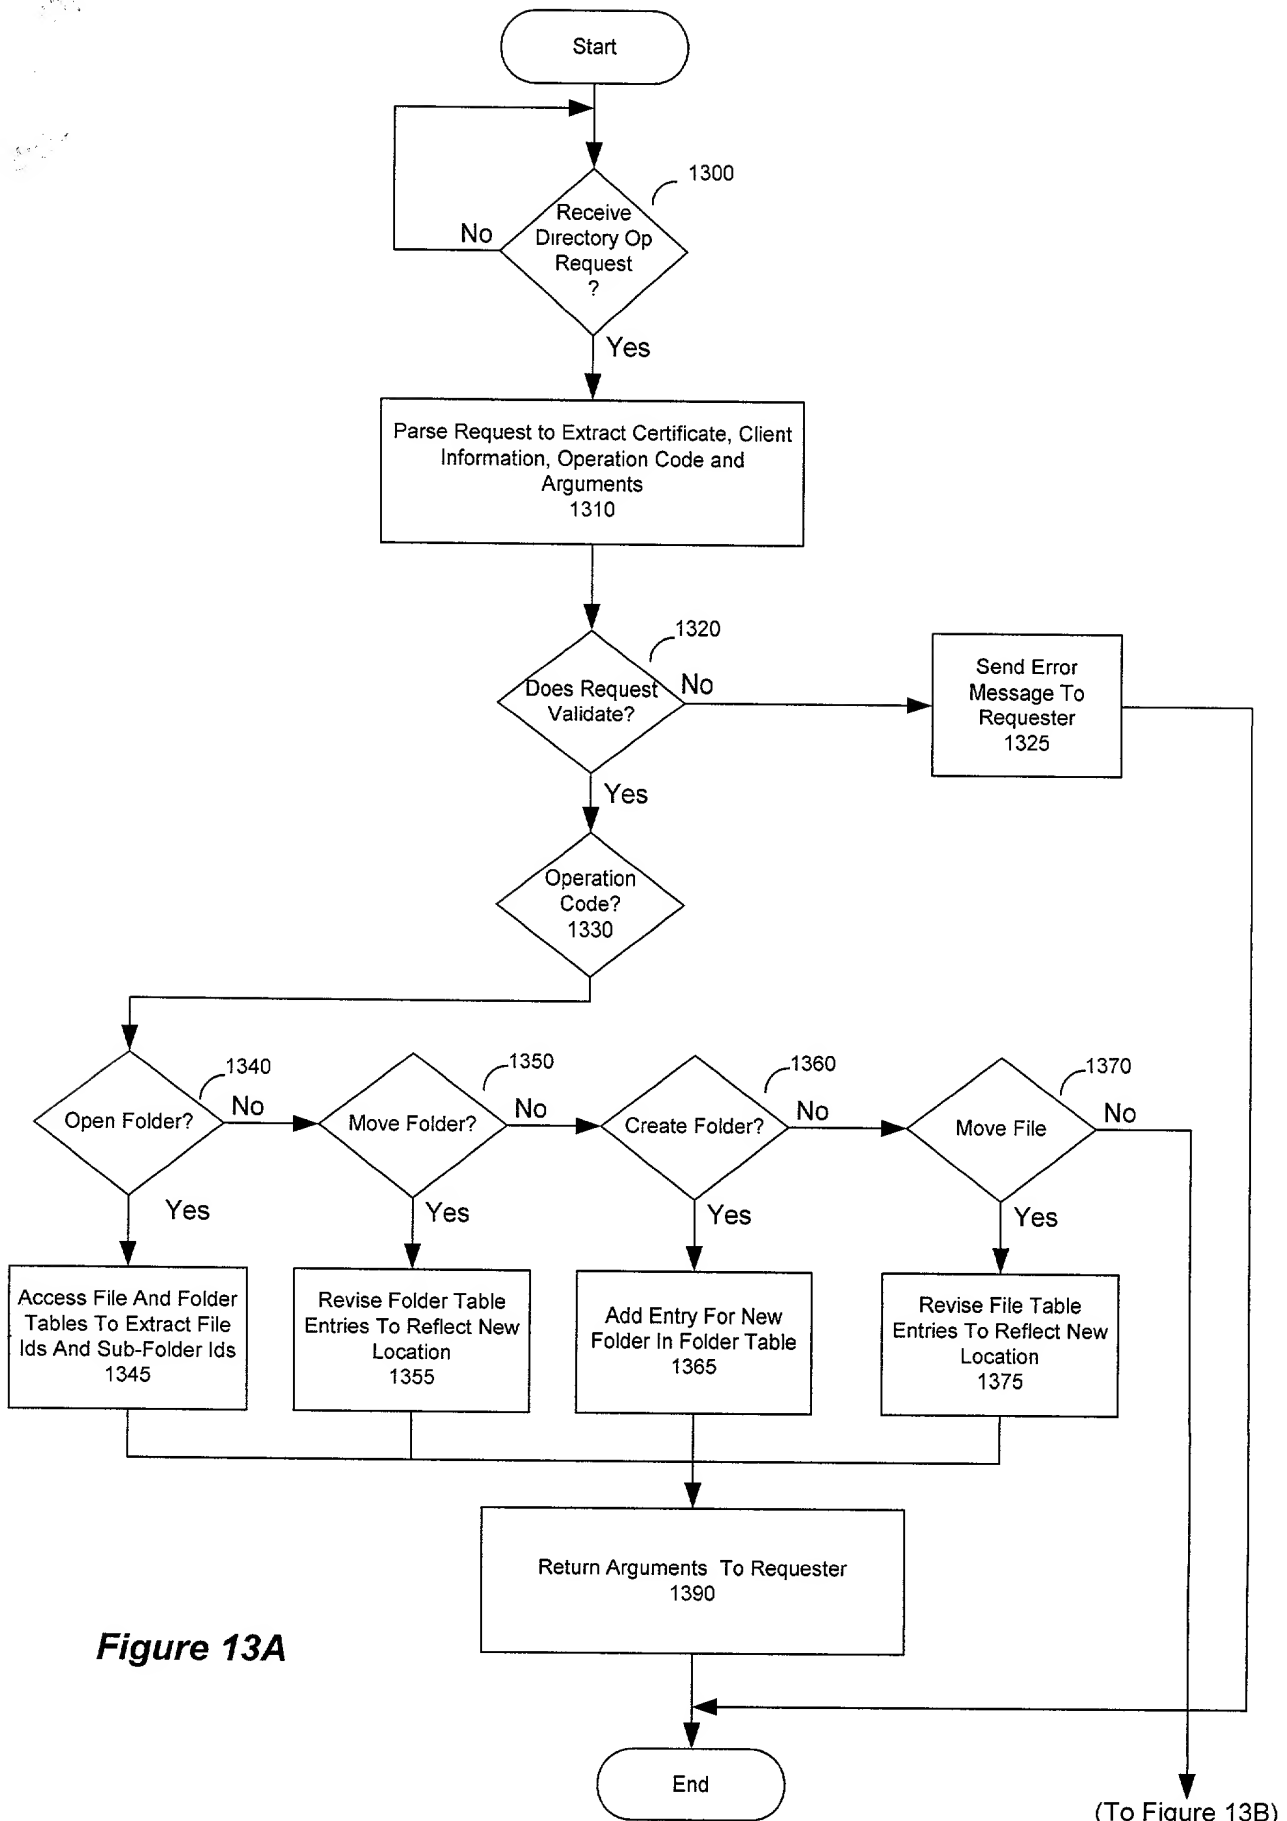 Start
1300
Receive
Directory Op
Request
?
No
Yes
Parse Request to Extract Certificate, Client
Information, Operation Code and
Arguments
1310
1320
Does Request
Validate?
No
Send Error
Message To
Requester
1325
Yes
Operation
Code?
1330
1340
Open Folder?
No
1350
Move Folder?
No
1360
Create Folder?
No
1370
Move File
No
Yes
Yes
Yes
Yes
Access File And Folder
Tables To Extract File
Ids And Sub-Folder Ids
1345
Revise Folder Table
Entries To Reflect New
Location
1355
Add Entry For New
Folder In Folder Table
1365
Revise File Table
Entries To Reflect New
Location
1375
Return Arguments To Requester
1390
Figure 13A
End
(To Figure 13B)